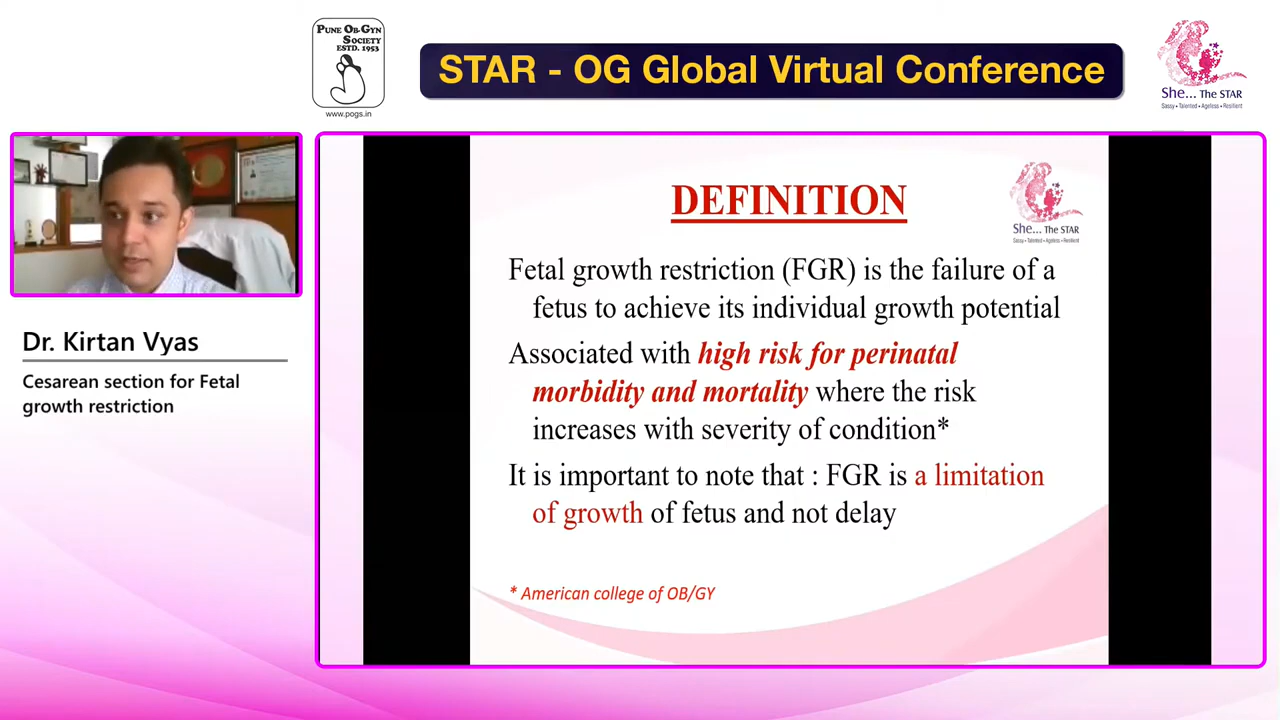 PUNE OB-GYN
SOCIETY
ESTD. 1953
www.pogs.in
STAR - OG Global Virtual Conference
She... The STAR
Sassy • Talented • Ageless • Resilient
Dr. Kirtan Vyas
Cesarean section for Fetal
growth restriction
DEFINITION
She... The STAR
Sassy • Talented • Ageless • Resilient
Fetal growth restriction (FGR) is the failure of a
fetus to achieve its individual growth potential
Associated with high risk for perinatal
morbidity and mortality where the risk
increases with severity of condition*
It is important to note that : FGR is a limitation
of growth of fetus and not delay
* American college of OB/GY